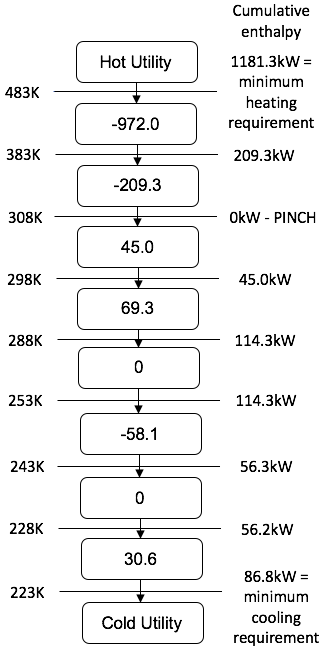 Cumulative
enthalpy
Hot Utility
1181.3kW =
minimum
heating
requirement
483K
-972.0
383K
209.3kW
-209.3
308K
0kW - PINCH
45.0
298K
45.0kW
69.3
288K
114.3kW
0
253K
114.3kW
-58.1
243K
56.3kW
0
228K
56.2kW
30.6
223K
86.8kW =
minimum
cooling
requirement
Cold Utility